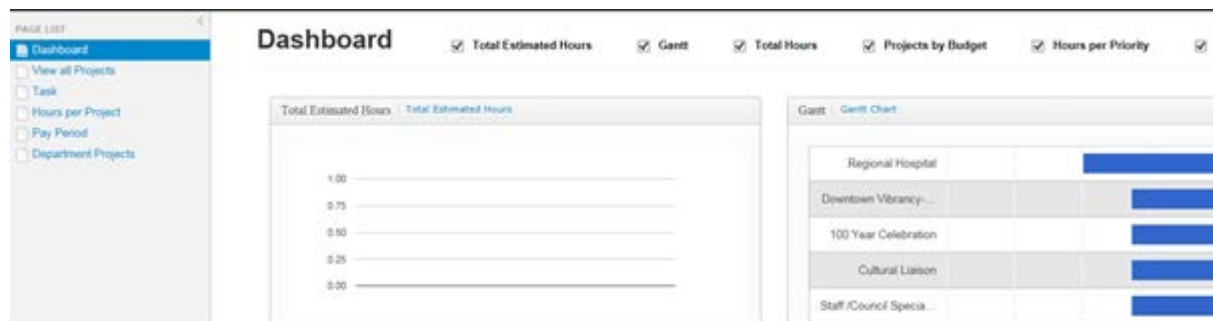 PAGE LIST
Dashboard
View all Projects
Task
Hours per Project
Pay Period
Department Projects
Dashboard
Total Estimated Hours
Gantt
Total Hours
Projects by Budget
Hours per Priority
Total Estimated Hours Total Estimated Hours
1.00
0.75
0.50
0.25
0.00
Gantt Gantt Chart
Regional Hospital
Downtown Vibrancy-...
100 Year Celebration
Cultural Liaison
Staff /Council Specia...